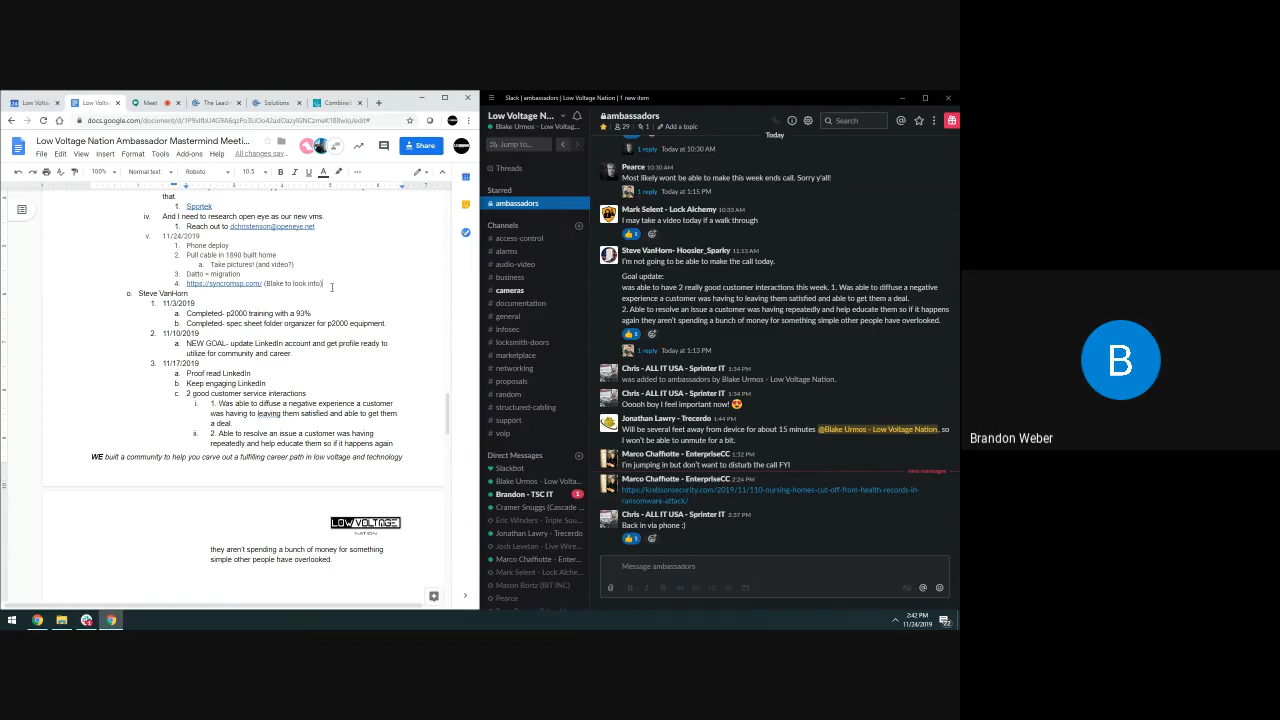 Low Volta
Low Volta
Meet
The Lead
Solutions
Combined
Low Voltage Nation Ambassador Mastermind Meeti...
File Edit View Insert Format Tools Add-ons Help All changes sav...
Share
100% Normal text Roboto 10.5
that.
1. Sportek
iv. And I need to research open eye as our new vms.
1. Reach out to dchristenson@openeye.net
v. 11/24/2019
1. Phone deploy
2. Pull cable in 1890 built home
a. Take pictures! (and video?)
3. Datto > migration
4. https://syncromsp.com/ (Blake to look into)
o. Steve VanHorn
1. 11/3/2019
a. Completed- p2000 training with a 93%
b. Completed- spec sheet folder organizer for p2000 equipment.
2. 11/10/2019
a. NEW GOAL- update LinkedIn account and get profile ready to
utilize for community and career.
3. 11/17/2019
a. Proof read LinkedIn
b. Keep engaging LinkedIn
c. 2 good customer service interactions
i. 1. Was able to diffuse a negative experience a customer
was having to leaving them satisfied and able to get them
a deal.
ii. 2. Able to resolve an issue a customer was having
repeatedly and help educate them so if it happens again
WE built a community to help you carve out a fulfilling career path in low voltage and technology
LOW VOLTAGE
NATION
they aren't spending a bunch of money for something
simple other people have overlooked.
Slack | ambassadors | Low Voltage Nation | 1 new item
Low Voltage N...
Blake Urmos - Low Voltag...
Jump to...
Threads
Starred
ambassadors
Channels
# access-control
# alarms
# audio-video
# business
# cameras
# documentation
# general
# infosec
# locksmith-doors
# marketplace
# networking
# proposals
# random
# structured-cabling
# support
# voip
Direct Messages
Slackbot
Blake Urmos - Low Volta...
Brandon - TSC IT 1
Cramer Snuggs (Cascade ...
Eric Winders - Triple Sou...
Jonathan Lawry - Trecerdo
Josh Levetan - Live Wire...
Marco Chaffiotte - Enter...
Mark Selent - Lock Alche...
Mason Bortz (BIT INC)
Pearce
ambassadors
29 1 Add a topic
Search
Today
1 reply Today at 10:30 AM
Pearce 10:30 AM
Most likely wont be able to make this week ends call. Sorry y'all!
1 reply Today at 1:15 PM
Mark Selent - Lock Alchemy 10:33 AM
I may take a video today if a walk through
1
Steve VanHorn- Hoosier_Sparky 11:13 AM
I'm not going to be able to make the call today.
Goal update:
was able to have 2 really good customer interactions this week. 1. Was able to diffuse a negative
experience a customer was having to leaving them satisfied and able to get them a deal.
2. Able to resolve an issue a customer was having repeatedly and help educate them so if it happens
again they aren't spending a bunch of money for something simple other people have overlooked.
1
1 reply Today at 1:13 PM
Chris - ALL IT USA - Sprinter IT 1:34 PM
was added to ambassadors by Blake Urmos - Low Voltage Nation.
Chris - ALL IT USA - Sprinter IT 1:34 PM
Ooooh boy I feel important now!
Jonathan Lawry - Trecerdo 1:44 PM
Will be several feet away from device for about 15 minutes @Blake Urmos - Low Voltage Nation, so
I won't be able to unmute for a bit.
Marco Chaffiotte - EnterpriseCC 1:52 PM
I'm jumping in but don't want to disturb the call FYI
new messages
Marco Chaffiotte - EnterpriseCC 2:24 PM
https://krebsonsecurity.com/2019/11/110-nursing-homes-cut-off-from-health-records-in-
ransomware-attack/
Chris - ALL IT USA - Sprinter IT 2:37 PM
Back in via phone :)
1
Message ambassadors
2:42 PM
11/24/2019
B
Brandon Weber